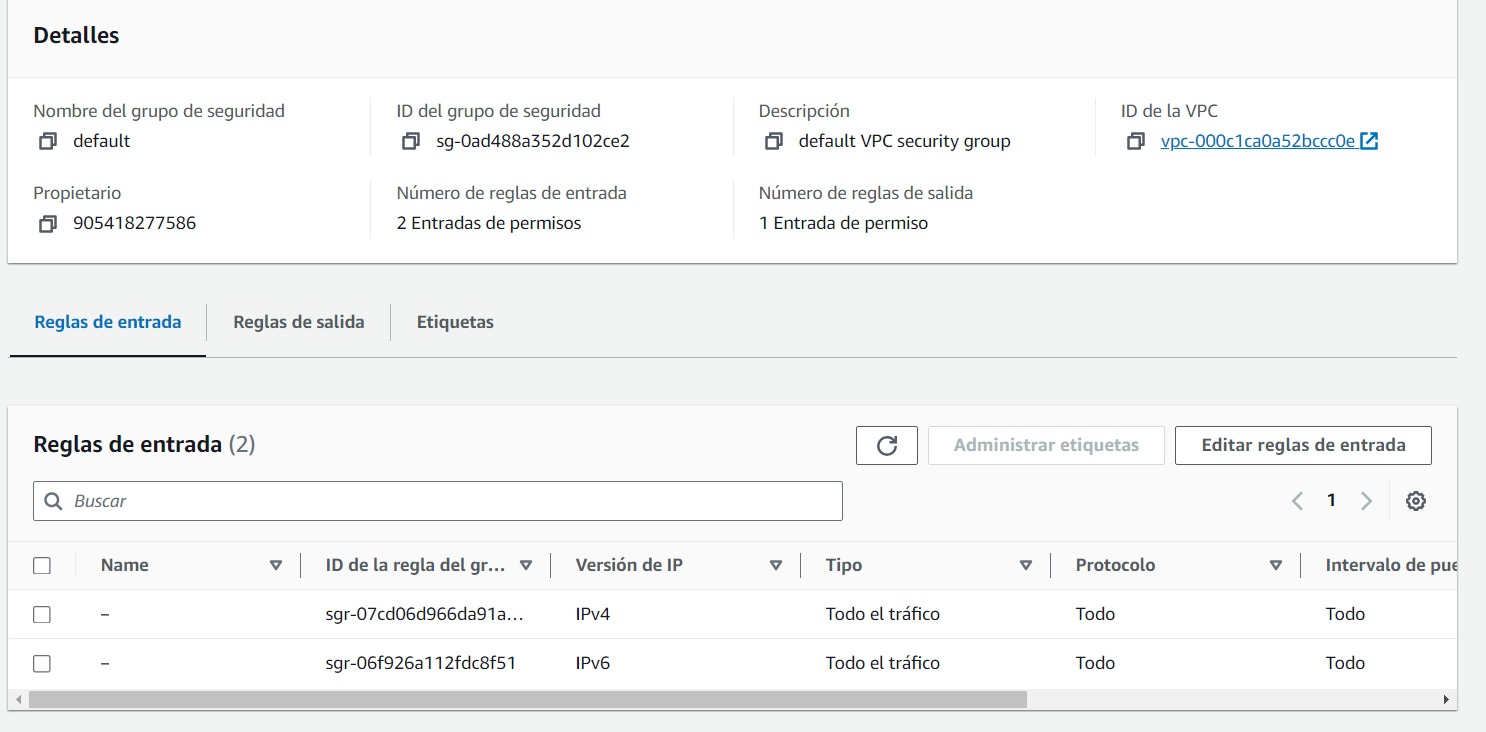 Detalles
Nombre del grupo de seguridad ID del grupo de seguridad Descripción ID de la VPC
default sg-0ad488a352d102ce2 default VPC security group vpc-000c1ca0a52bccc0e
Propietario Número de reglas de entrada Número de reglas de salida
905418277586 2 Entradas de permisos 1 Entrada de permiso
Reglas de entrada Reglas de salida Etiquetas
Reglas de entrada (2) Administrar etiquetas Editar reglas de entrada
Buscar 1
Name ID de la regla del gr... Versión de IP Tipo Protocolo Intervalo de pue
– sgr-07cd06d966da91a... IPv4 Todo el tráfico Todo Todo
– sgr-06f926a112fdc8f51 IPv6 Todo el tráfico Todo Todo